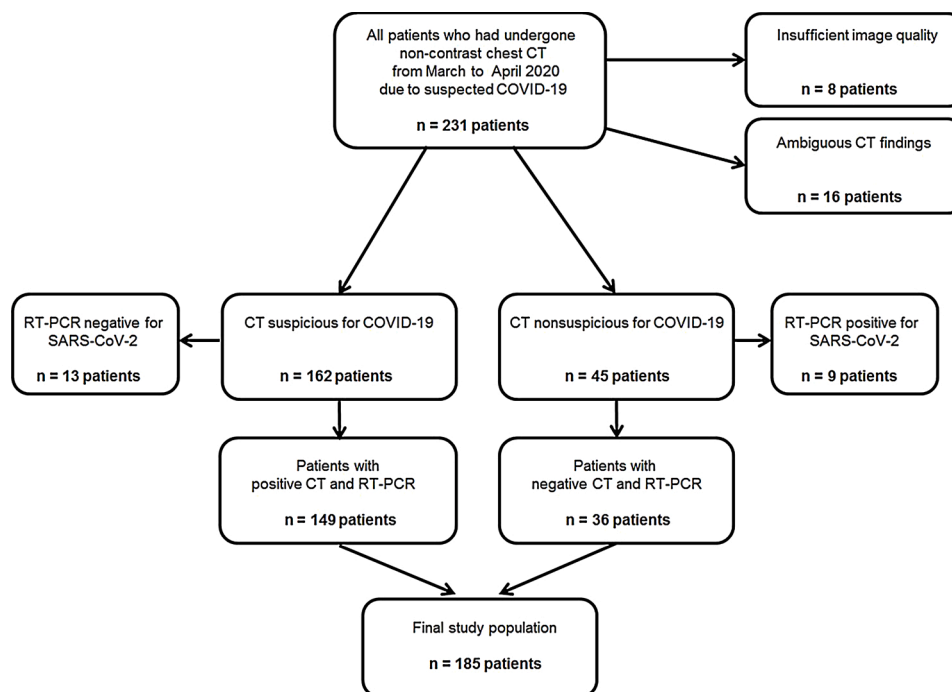 All patients who had undergone
non-contrast chest CT
from March to April 2020
due to suspected COVID-19
n = 231 patients
Insufficient image quality
n = 8 patients
Ambiguous CT findings
n = 16 patients
RT-PCR negative for
SARS-CoV-2
n = 13 patients
CT suspicious for COVID-19
n = 162 patients
CT nonsuspicious for COVID-19
n = 45 patients
RT-PCR positive for
SARS-CoV-2
n = 9 patients
Patients with
positive CT and RT-PCR
n = 149 patients
Patients with
negative CT and RT-PCR
n = 36 patients
Final study population
n = 185 patients